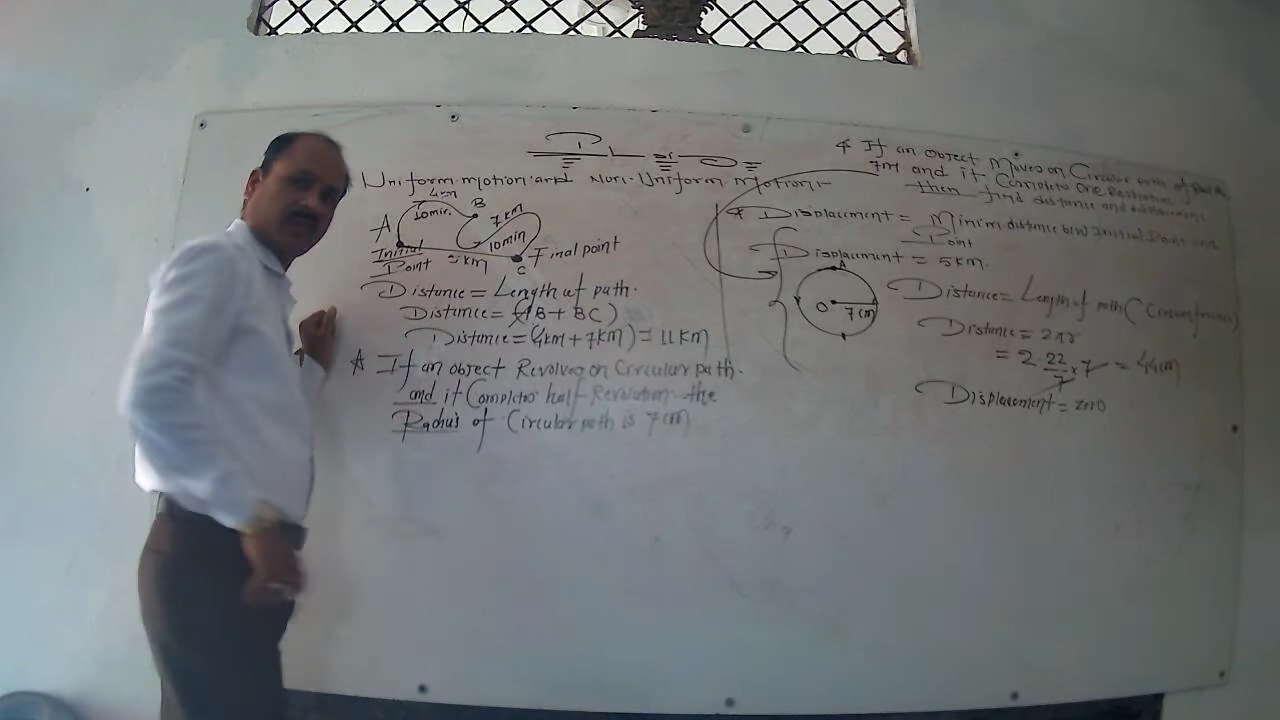 Uniform motion and Non-Uniform motion:-
4km
10min.
B
7km
10min
A
Initial Point
5km
C
Final point
Distance = Length of path.
Distance = (AB + BC)
Distance = (4km + 7km) = 11 km
* If an object Revolving on Circular path.
and it Completes half Revolution the
Radius of Circular path is 7cm
* If an object moves on Circular path of
7m and it Complete One Revolution
then find distance and displacement
* Displacement = Minim distance b/w Initial Point and
Point
Displacement = 5km.
A
O
7cm
Distance = Length of path (Circumference)
Distance = 2πr
= 2·22/7×7 = 44cm
Displacement = zero